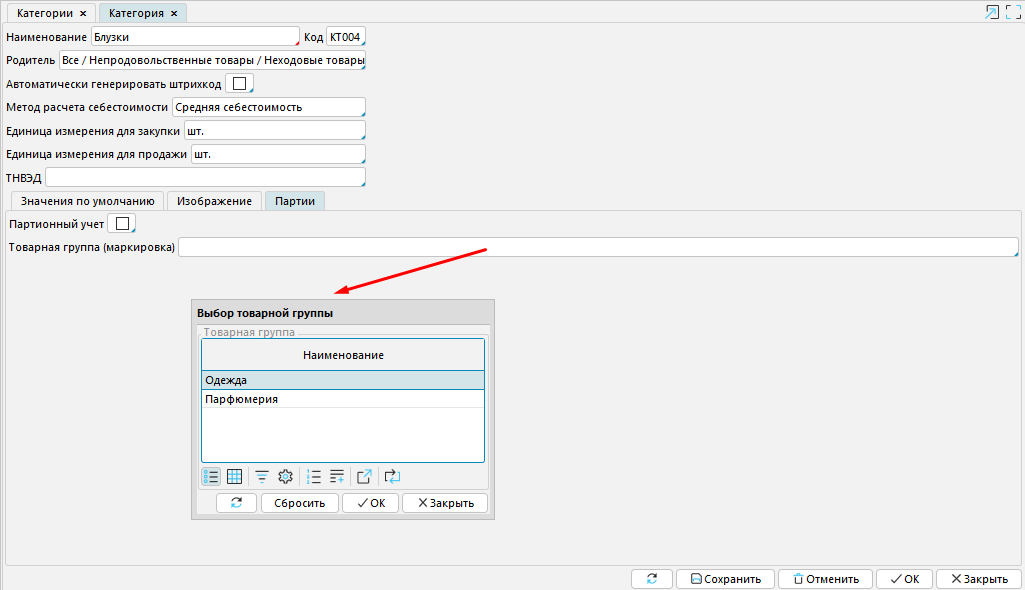 Категории × Категория ×
Наименование Блузки Код КТ004
Родитель Все / Непродовольственные товары / Неходовые товары
Автоматически генерировать штрихкод
Метод расчета себестоимости Средняя себестоимость
Единица измерения для закупки шт.
Единица измерения для продажи шт.
ТНВЭД
Значения по умолчанию Изображение Партии
Партионный учет
Товарная группа (маркировка)
Выбор товарной группы
Товарная группа
Наименование
Одежда
Парфюмерия
Сбросить ОК Закрыть
Сохранить Отменить ОК Закрыть